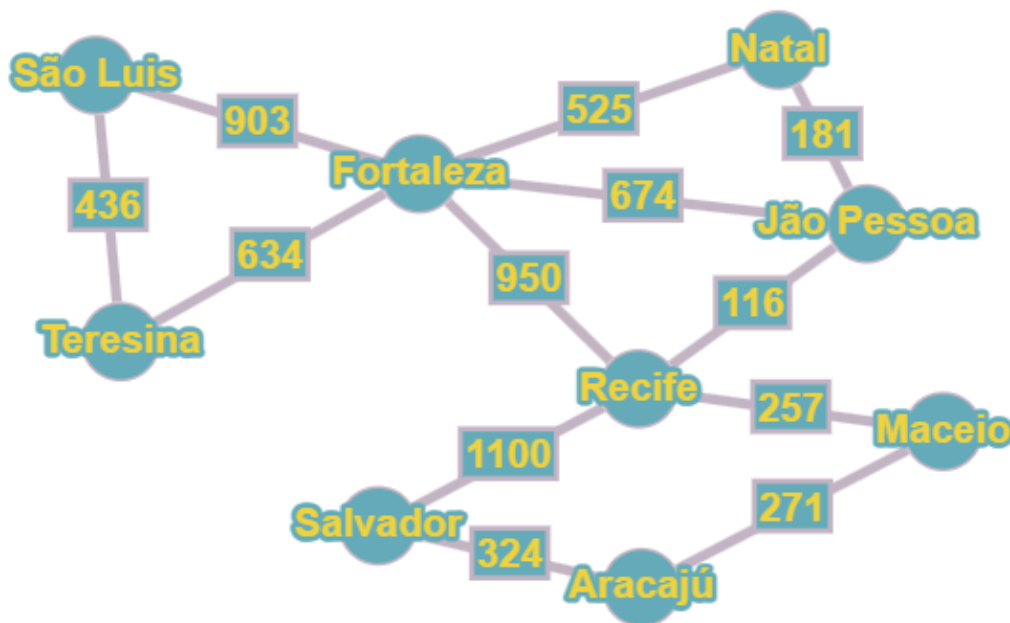 Natal
São Luis
525
903
181
Fortaleza
674
436
Jão Pessoa
634
950
116
Teresina
Recife
257
Maceio
1100
271
Salvador
324
Aracajú